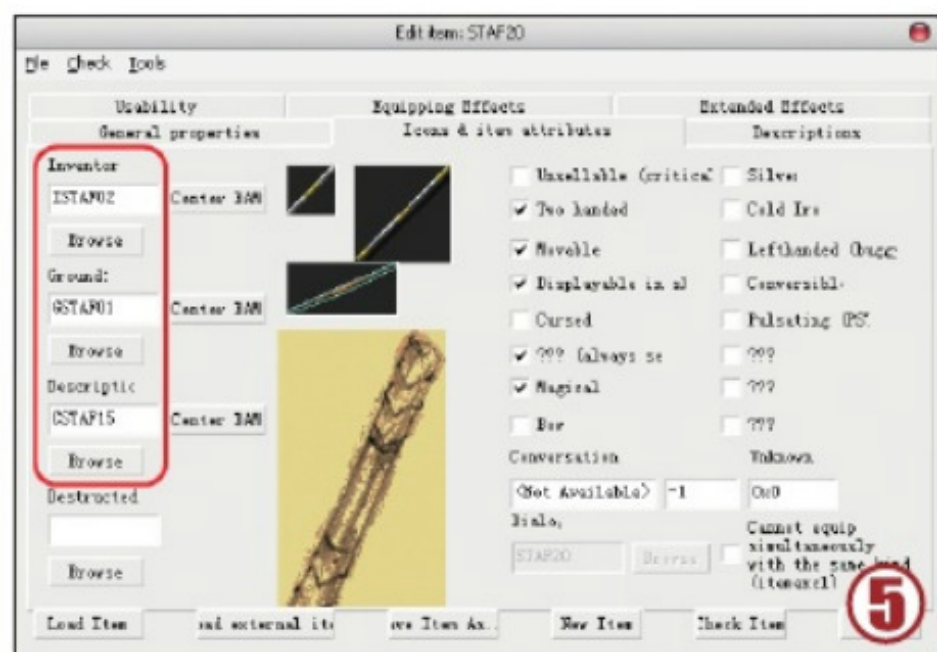 Edit item: STAF20
File Check Tools
Usability Equipping Effects Extended Effects
General properties Icons & item attributes Descriptions
Inventor
ISTAF02 Center BAM
Browse
Ground:
GSTAF01 Center BAM
Browse
Descriptic
CSTAF15 Center BAM
Browse
Destructed
Browse
Unsellable (critical Silver
Two handed Cold Iro
Movable Lefthanded (bugg
Displayable in al Conversibl
Cursed Pulsating (PS
??? (always se ???
Magical ???
Bow ???
Conversation Unknown
<Not Available> -1 0x0
Dialo,
STAF20 Browse
Cannot equip
simultaneously
with the same kind
(itemexcl)
Load Item ad external ite ve Item As.. New Item Check Item
5